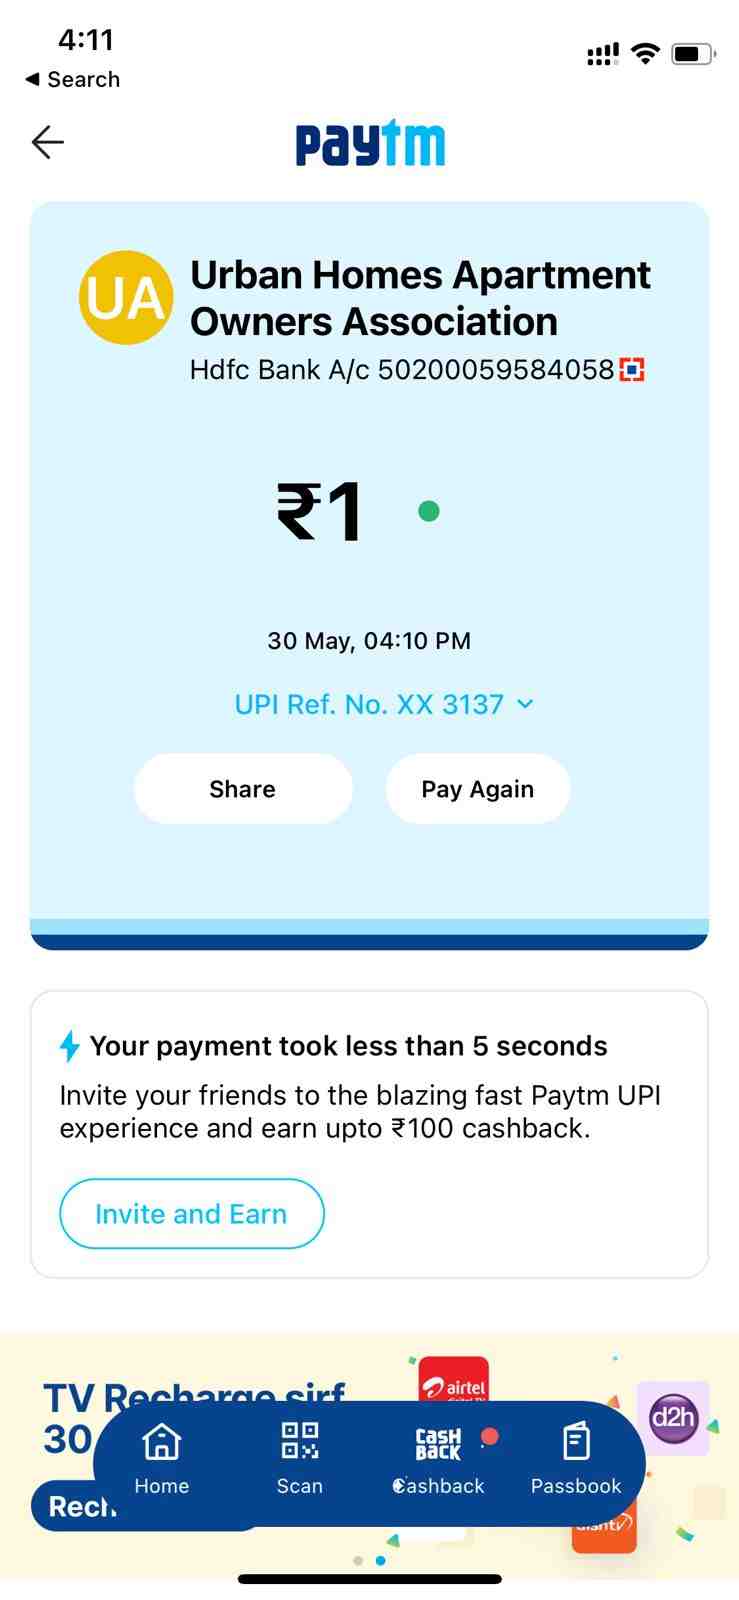 4:11
◀ Search
paytm
UA
Urban Homes Apartment
Owners Association
Hdfc Bank A/c 50200059584058
₹1
30 May, 04:10 PM
UPI Ref. No. XX 3137
Share
Pay Again
Your payment took less than 5 seconds
Invite your friends to the blazing fast Paytm UPI
experience and earn upto ₹100 cashback.
Invite and Earn
TV Recharge sirf
30
airtel
d2h
CASH
BACK
Home
Scan
Cashback
Passbook